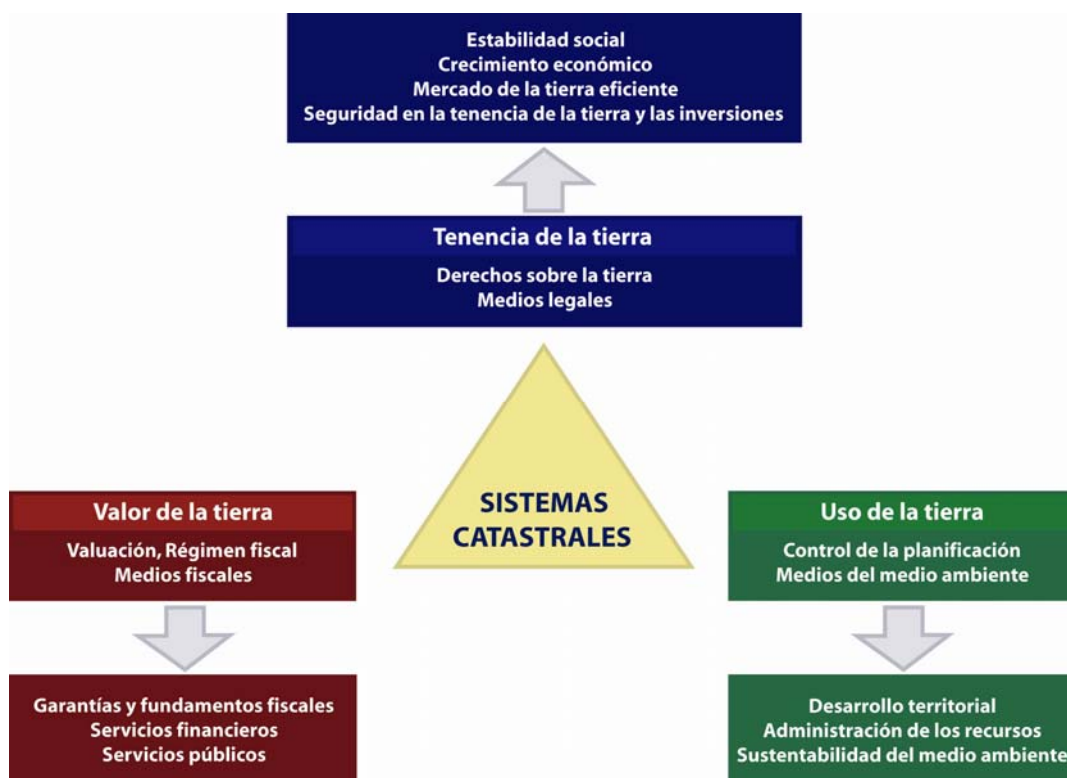 Estabilidad social
Crecimiento económico
Mercado de la tierra eficiente
Seguridad en la tenencia de la tierra y las inversiones
Tenencia de la tierra
Derechos sobre la tierra
Medios legales
SISTEMAS
CATASTRALES
Valor de la tierra
Valuación, Régimen fiscal
Medios fiscales
Garantías y fundamentos fiscales
Servicios financieros
Servicios públicos
Uso de la tierra
Control de la planificación
Medios del medio ambiente
Desarrollo territorial
Administración de los recursos
Sustentabilidad del medio ambiente